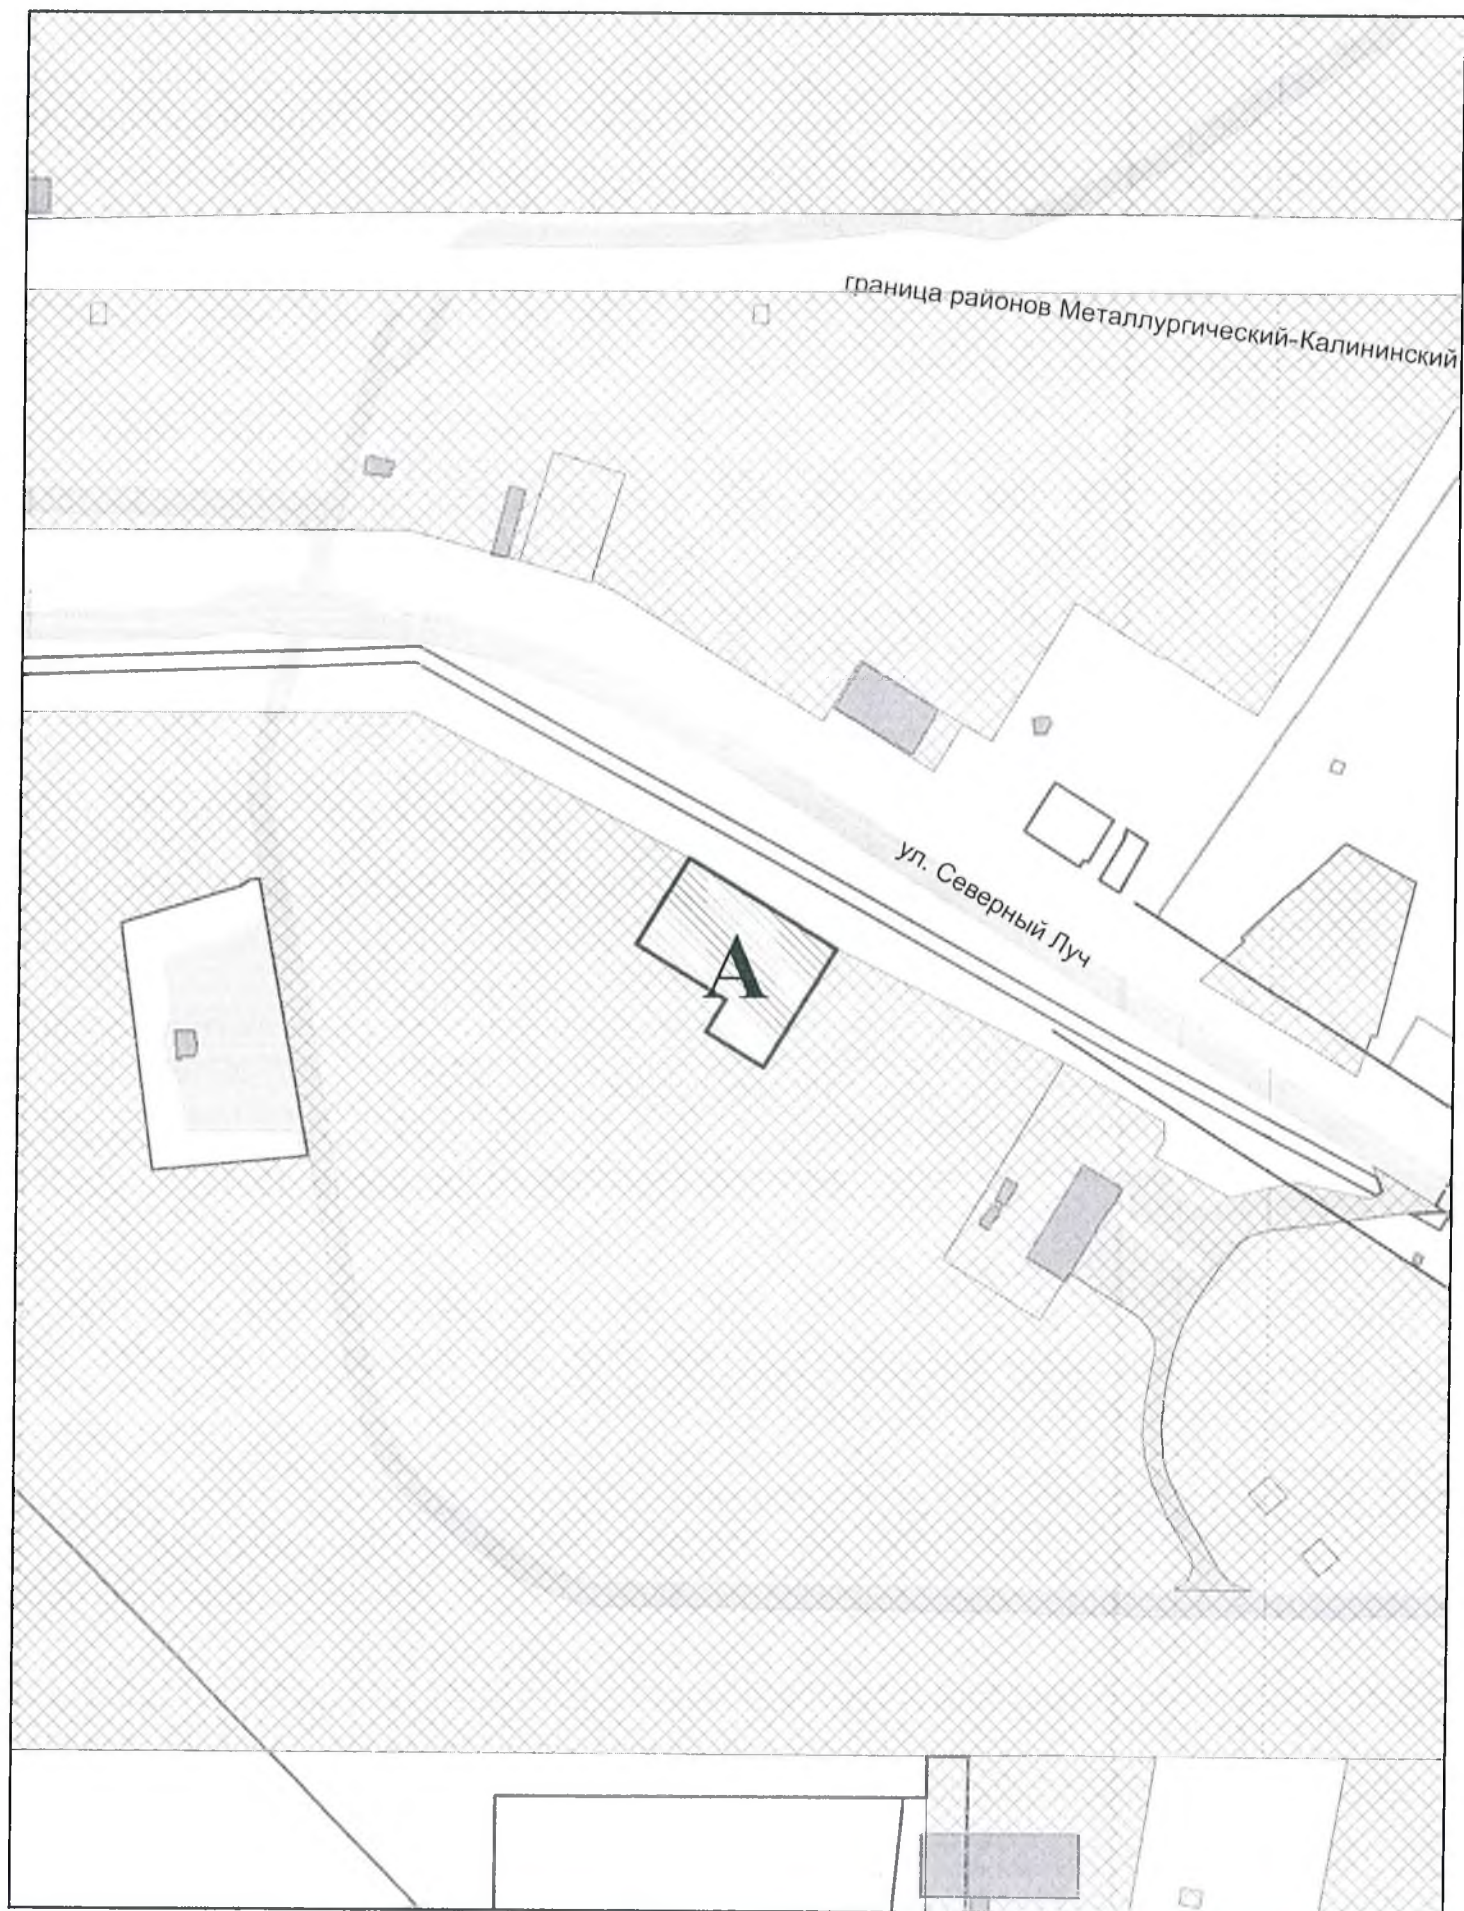 граница районов Металлургический-Калининский
ул. Северный Луч
А